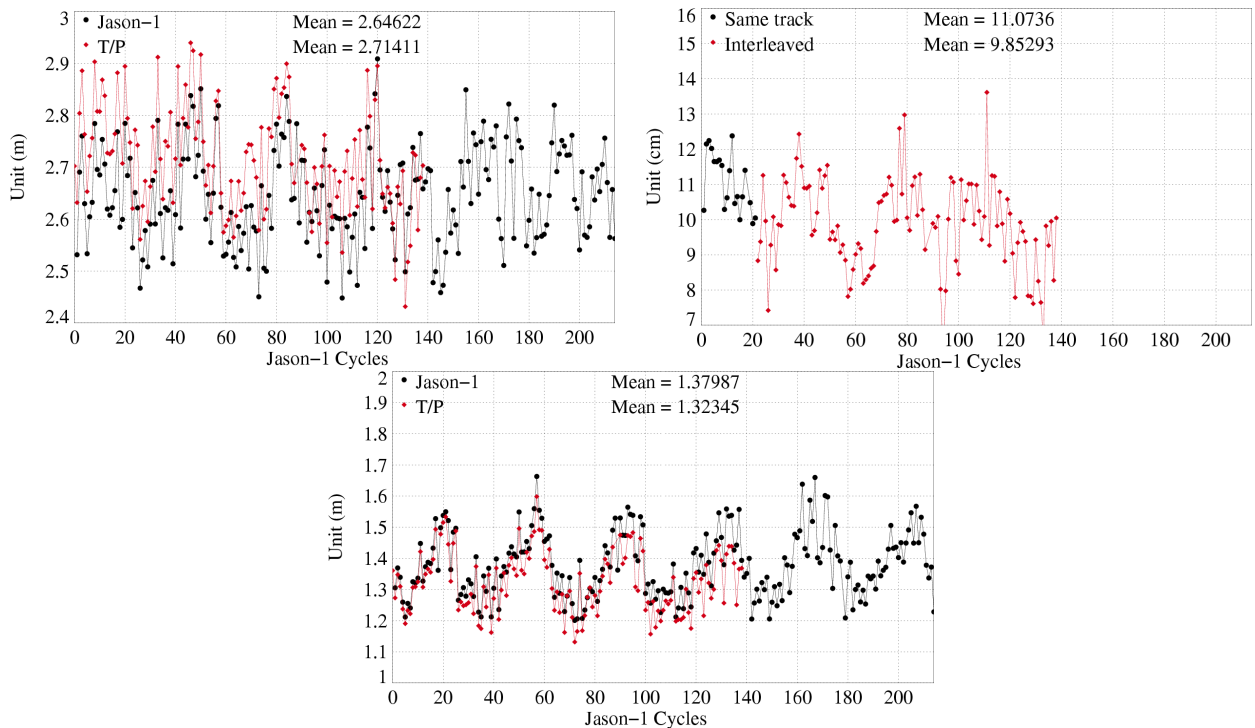 3
2.9
2.8
2.7
2.6
2.5
2.4
Unit (m)
Jason−1
Mean = 2.64622
T/P
Mean = 2.71411
0 20 40 60 80 100 120 140 160 180 200
Jason−1 Cycles
16
15
14
13
12
11
10
9
8
7
Unit (cm)
Same track
Mean = 11.0736
Interleaved
Mean = 9.85293
0 20 40 60 80 100 120 140 160 180 200
Jason−1 Cycles
2
1.9
1.8
1.7
1.6
1.5
1.4
1.3
1.2
1.1
1
Unit (m)
Jason−1
Mean = 1.37987
T/P
Mean = 1.32345
0 20 40 60 80 100 120 140 160 180 200
Jason−1 Cycles